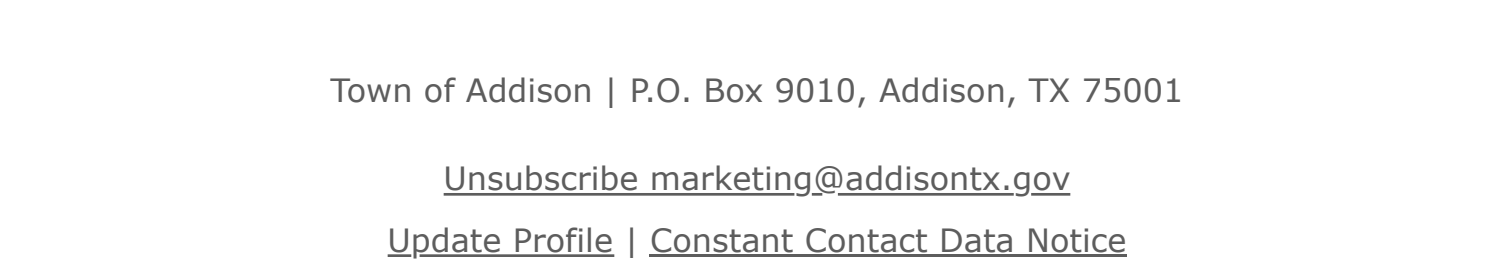 Town of Addison | P.O. Box 9010, Addison, TX 75001
Unsubscribe marketing@addisontx.gov
Update Profile | Constant Contact Data Notice